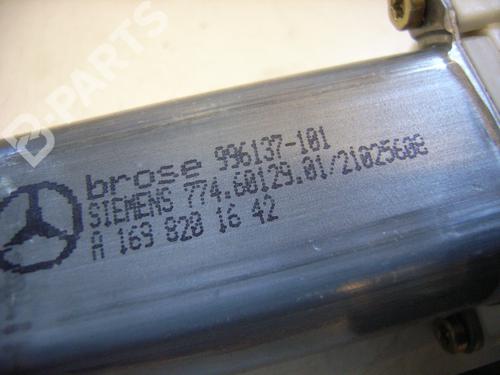 B-PARTS
brose 996137-101
SIEMENS 774.60129.01/21025608
A 169 820 16 42